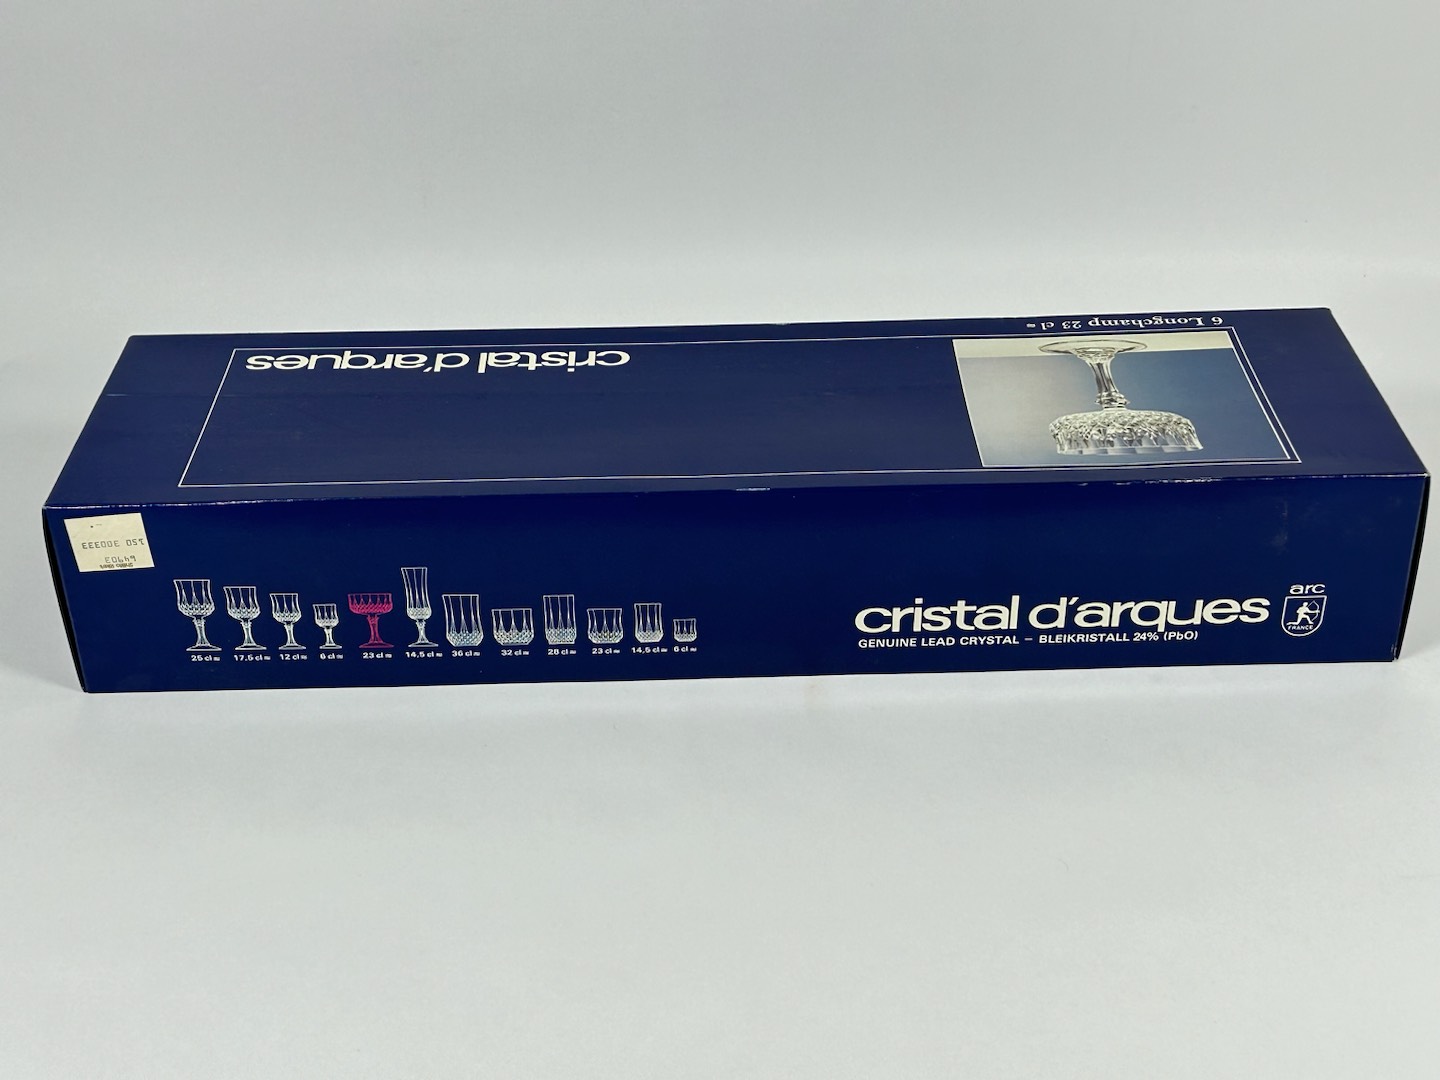 6 Longchamp 23 cl ≈
cristal d'arques
150 300333
64903
25 cl ≈ 17,5 cl ≈ 12 cl ≈ 6 cl ≈ 23 cl ≈ 14,5 cl ≈ 36 cl ≈ 32 cl ≈ 28 cl ≈ 23 cl ≈ 14,5 cl ≈ 6 cl ≈
cristal d'arques
GENUINE LEAD CRYSTAL – BLEIKRISTALL 24% (PbO)
arc
FRANCE